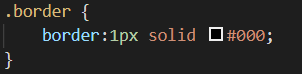 .border {
    border:1px solid #000;
}